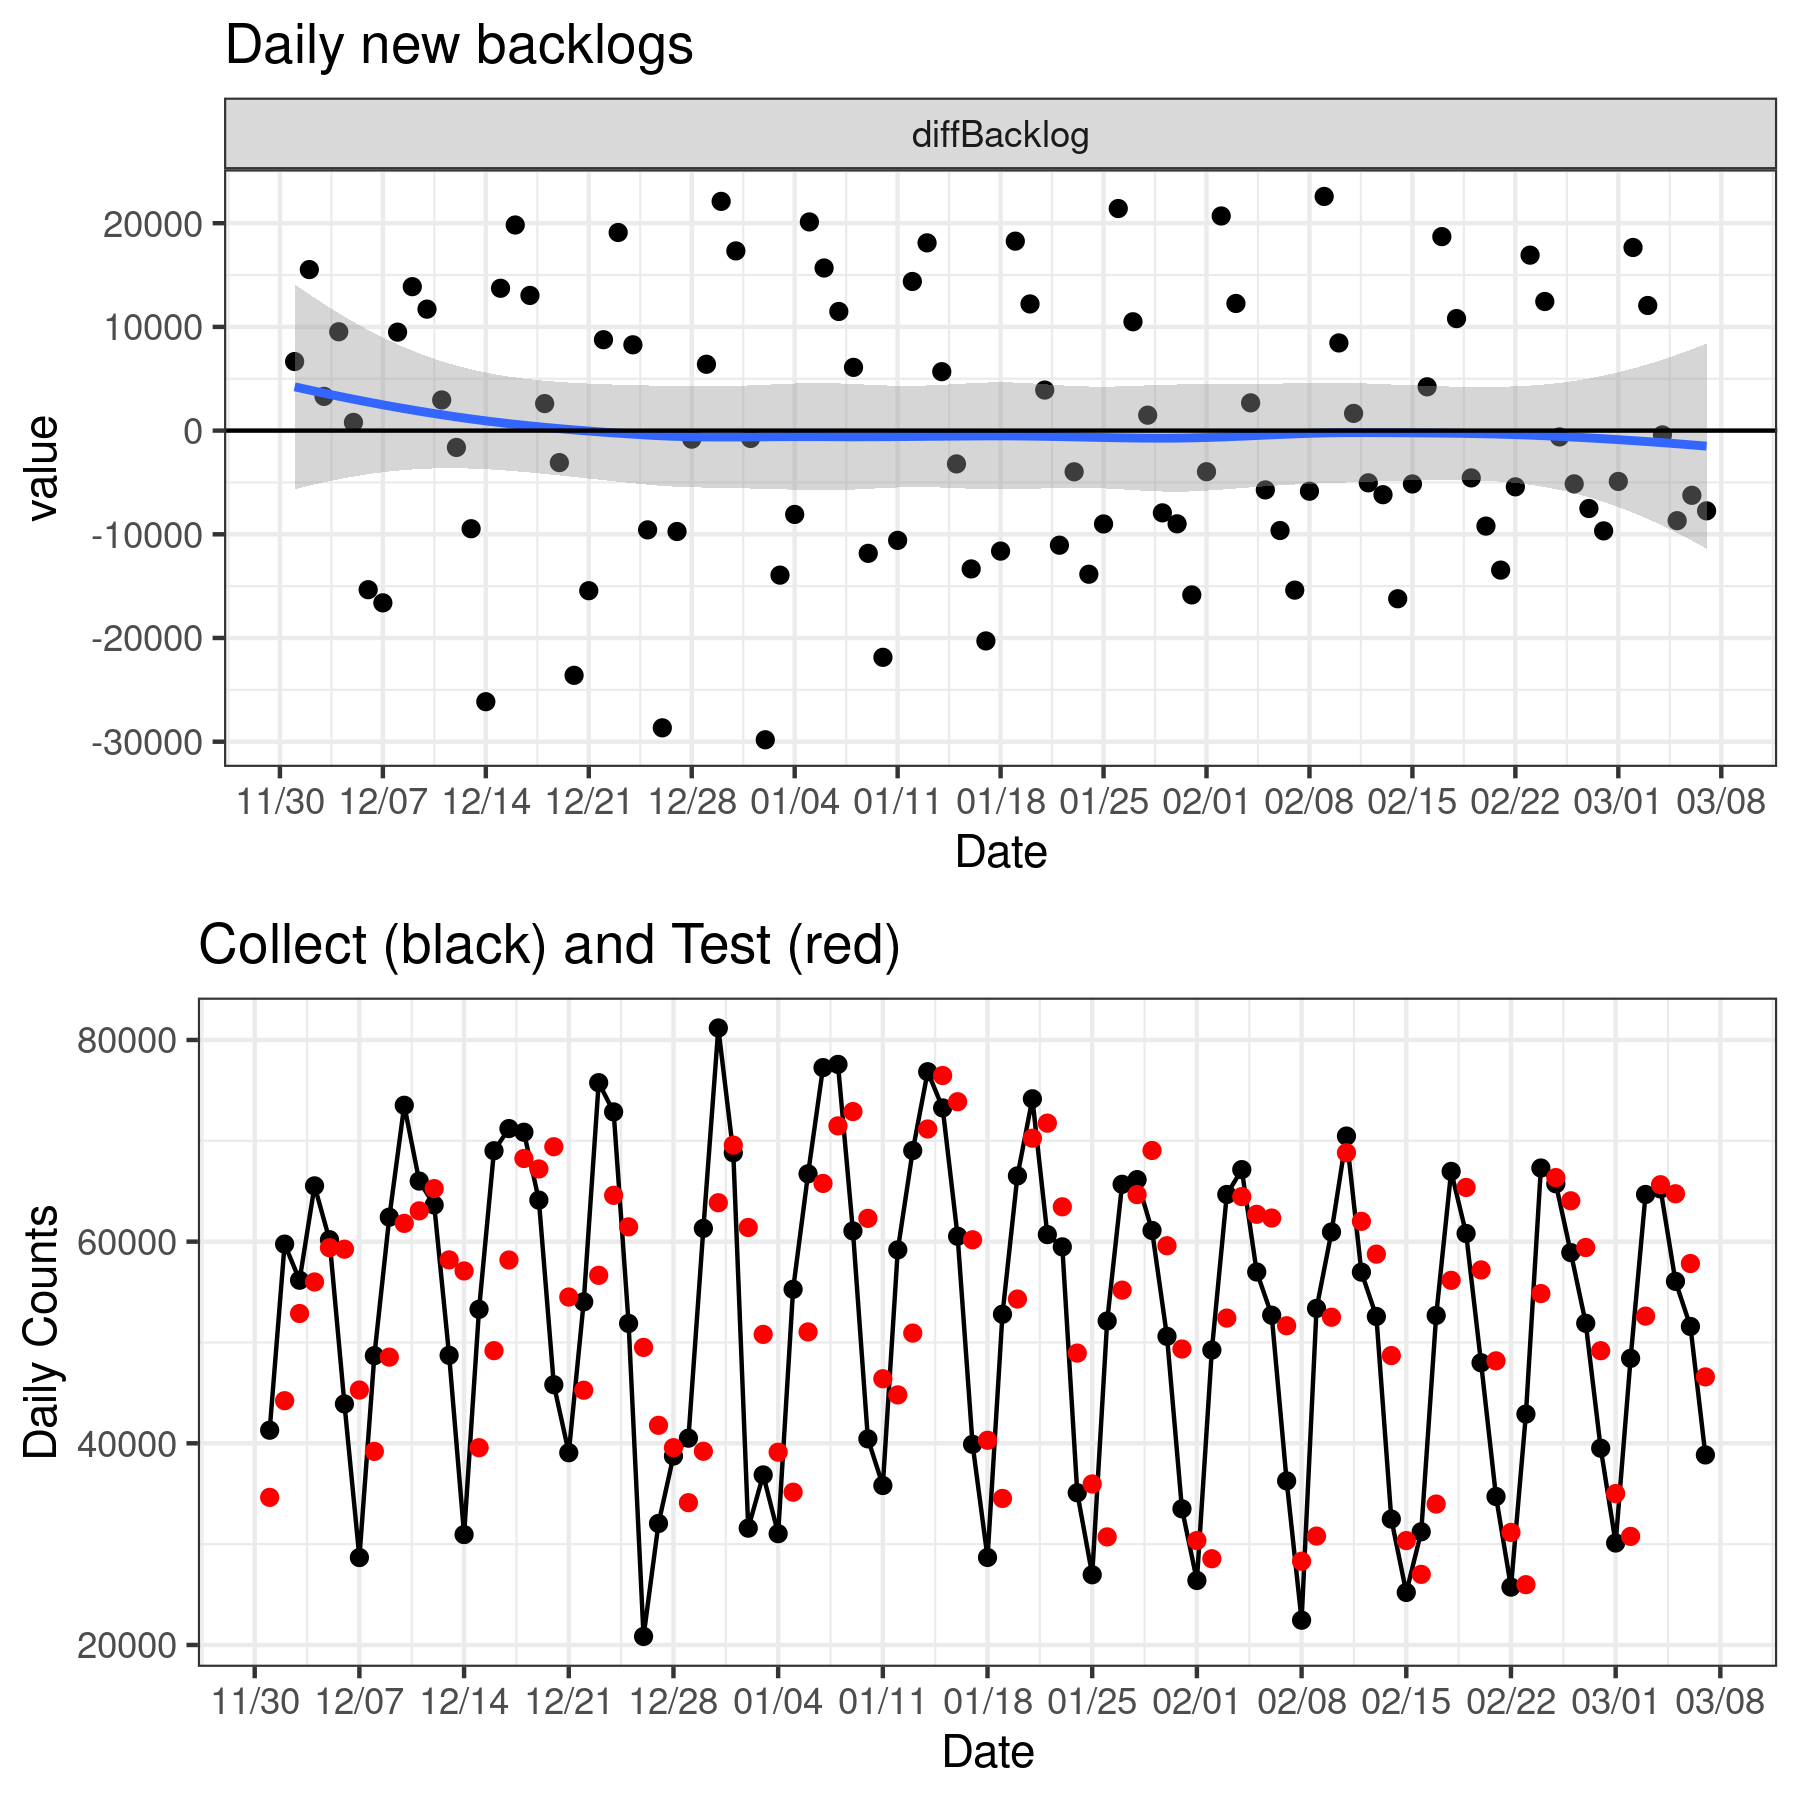 Daily new backlogs
diffBacklog
value
20000
10000
0
-10000
-20000
-30000
11/30 12/07 12/14 12/21 12/28 01/04 01/11 01/18 01/25 02/01 02/08 02/15 02/22 03/01 03/08
Date
Collect (black) and Test (red)
Daily Counts
80000
60000
40000
20000
11/30 12/07 12/14 12/21 12/28 01/04 01/11 01/18 01/25 02/01 02/08 02/15 02/22 03/01 03/08
Date